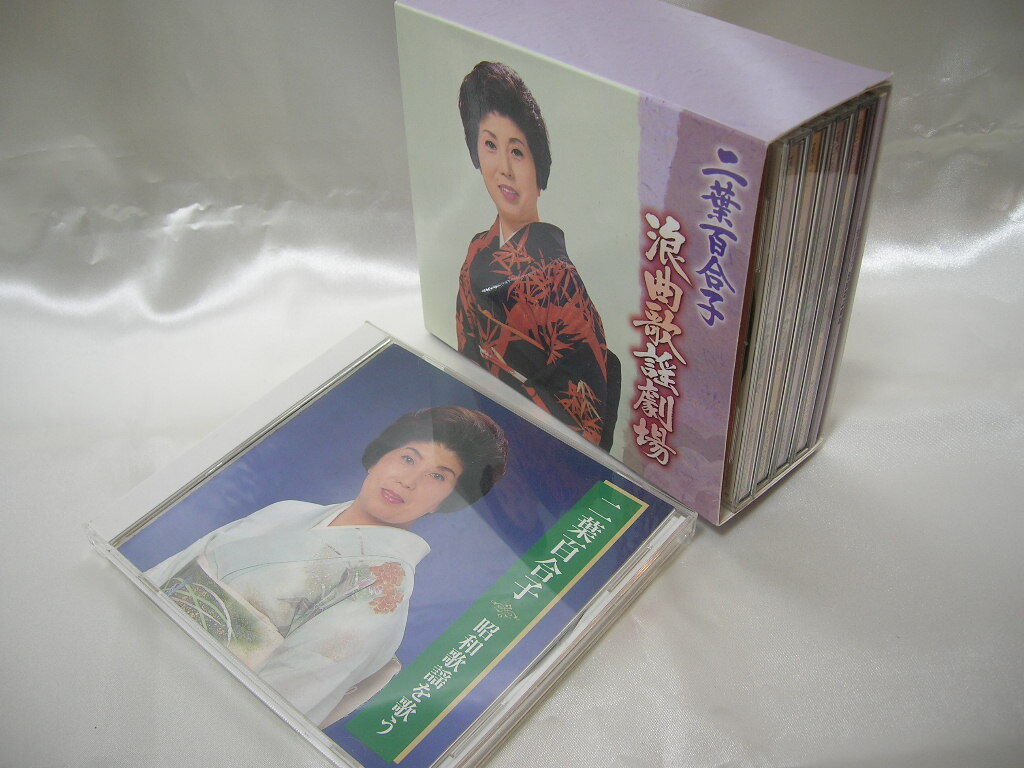 二葉百合子
浪曲歌謡劇場
二葉百合子
昭和歌謡を歌う